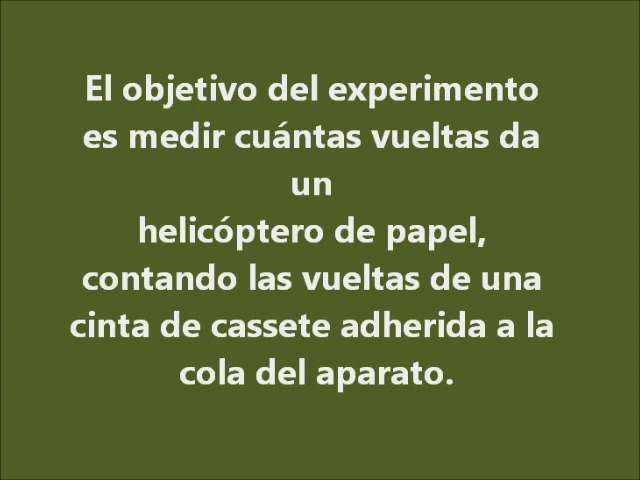 El objetivo del experimento
es medir cuántas vueltas da
un
helicóptero de papel,
contando las vueltas de una
cinta de cassete adherida a la
cola del aparato.